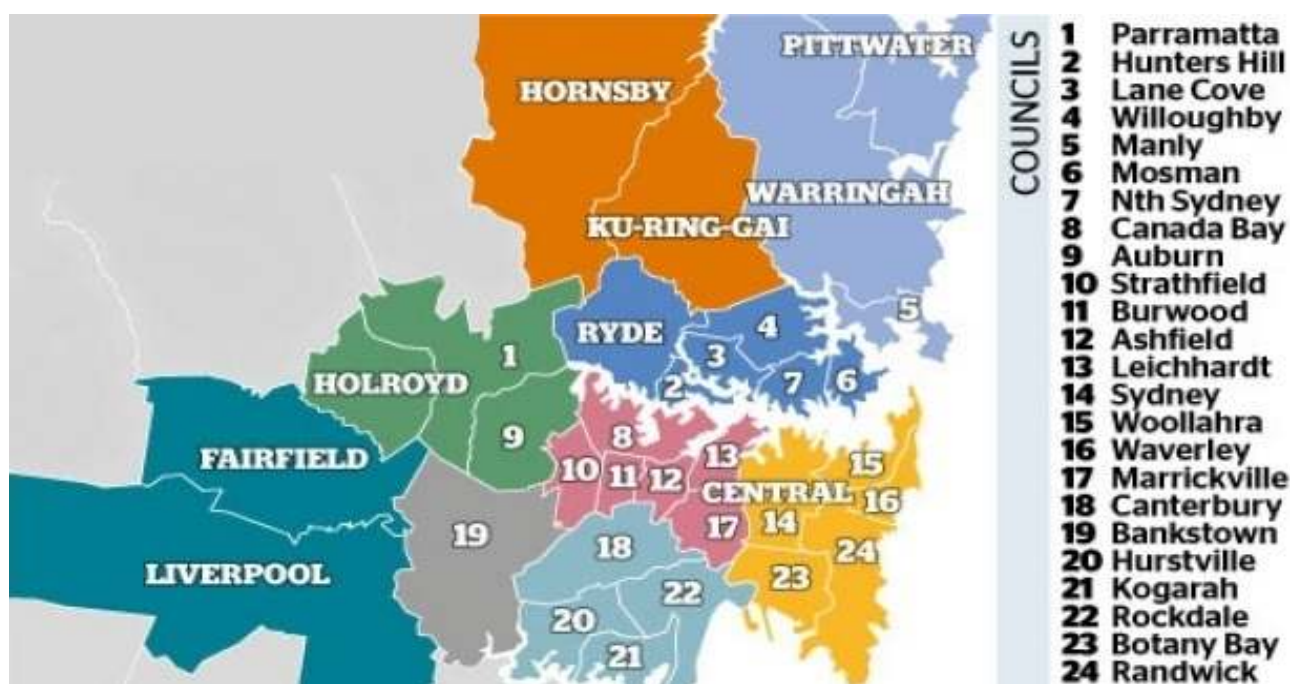 PITTWATER
HORNSBY
WARRINGAH
KU-RING-GAI
5
RYDE
4
1
3
HOLROYD
2
7
6
9
8
13
FAIRFIELD
10
11
12
15
CENTRAL
16
14
17
19
18
24
LIVERPOOL
23
22
20
21
COUNCILS
1 Parramatta
2 Hunters Hill
3 Lane Cove
4 Willoughby
5 Manly
6 Mosman
7 Nth Sydney
8 Canada Bay
9 Auburn
10 Strathfield
11 Burwood
12 Ashfield
13 Leichhardt
14 Sydney
15 Woollahra
16 Waverley
17 Marrickville
18 Canterbury
19 Bankstown
20 Hurstville
21 Kogarah
22 Rockdale
23 Botany Bay
24 Randwick